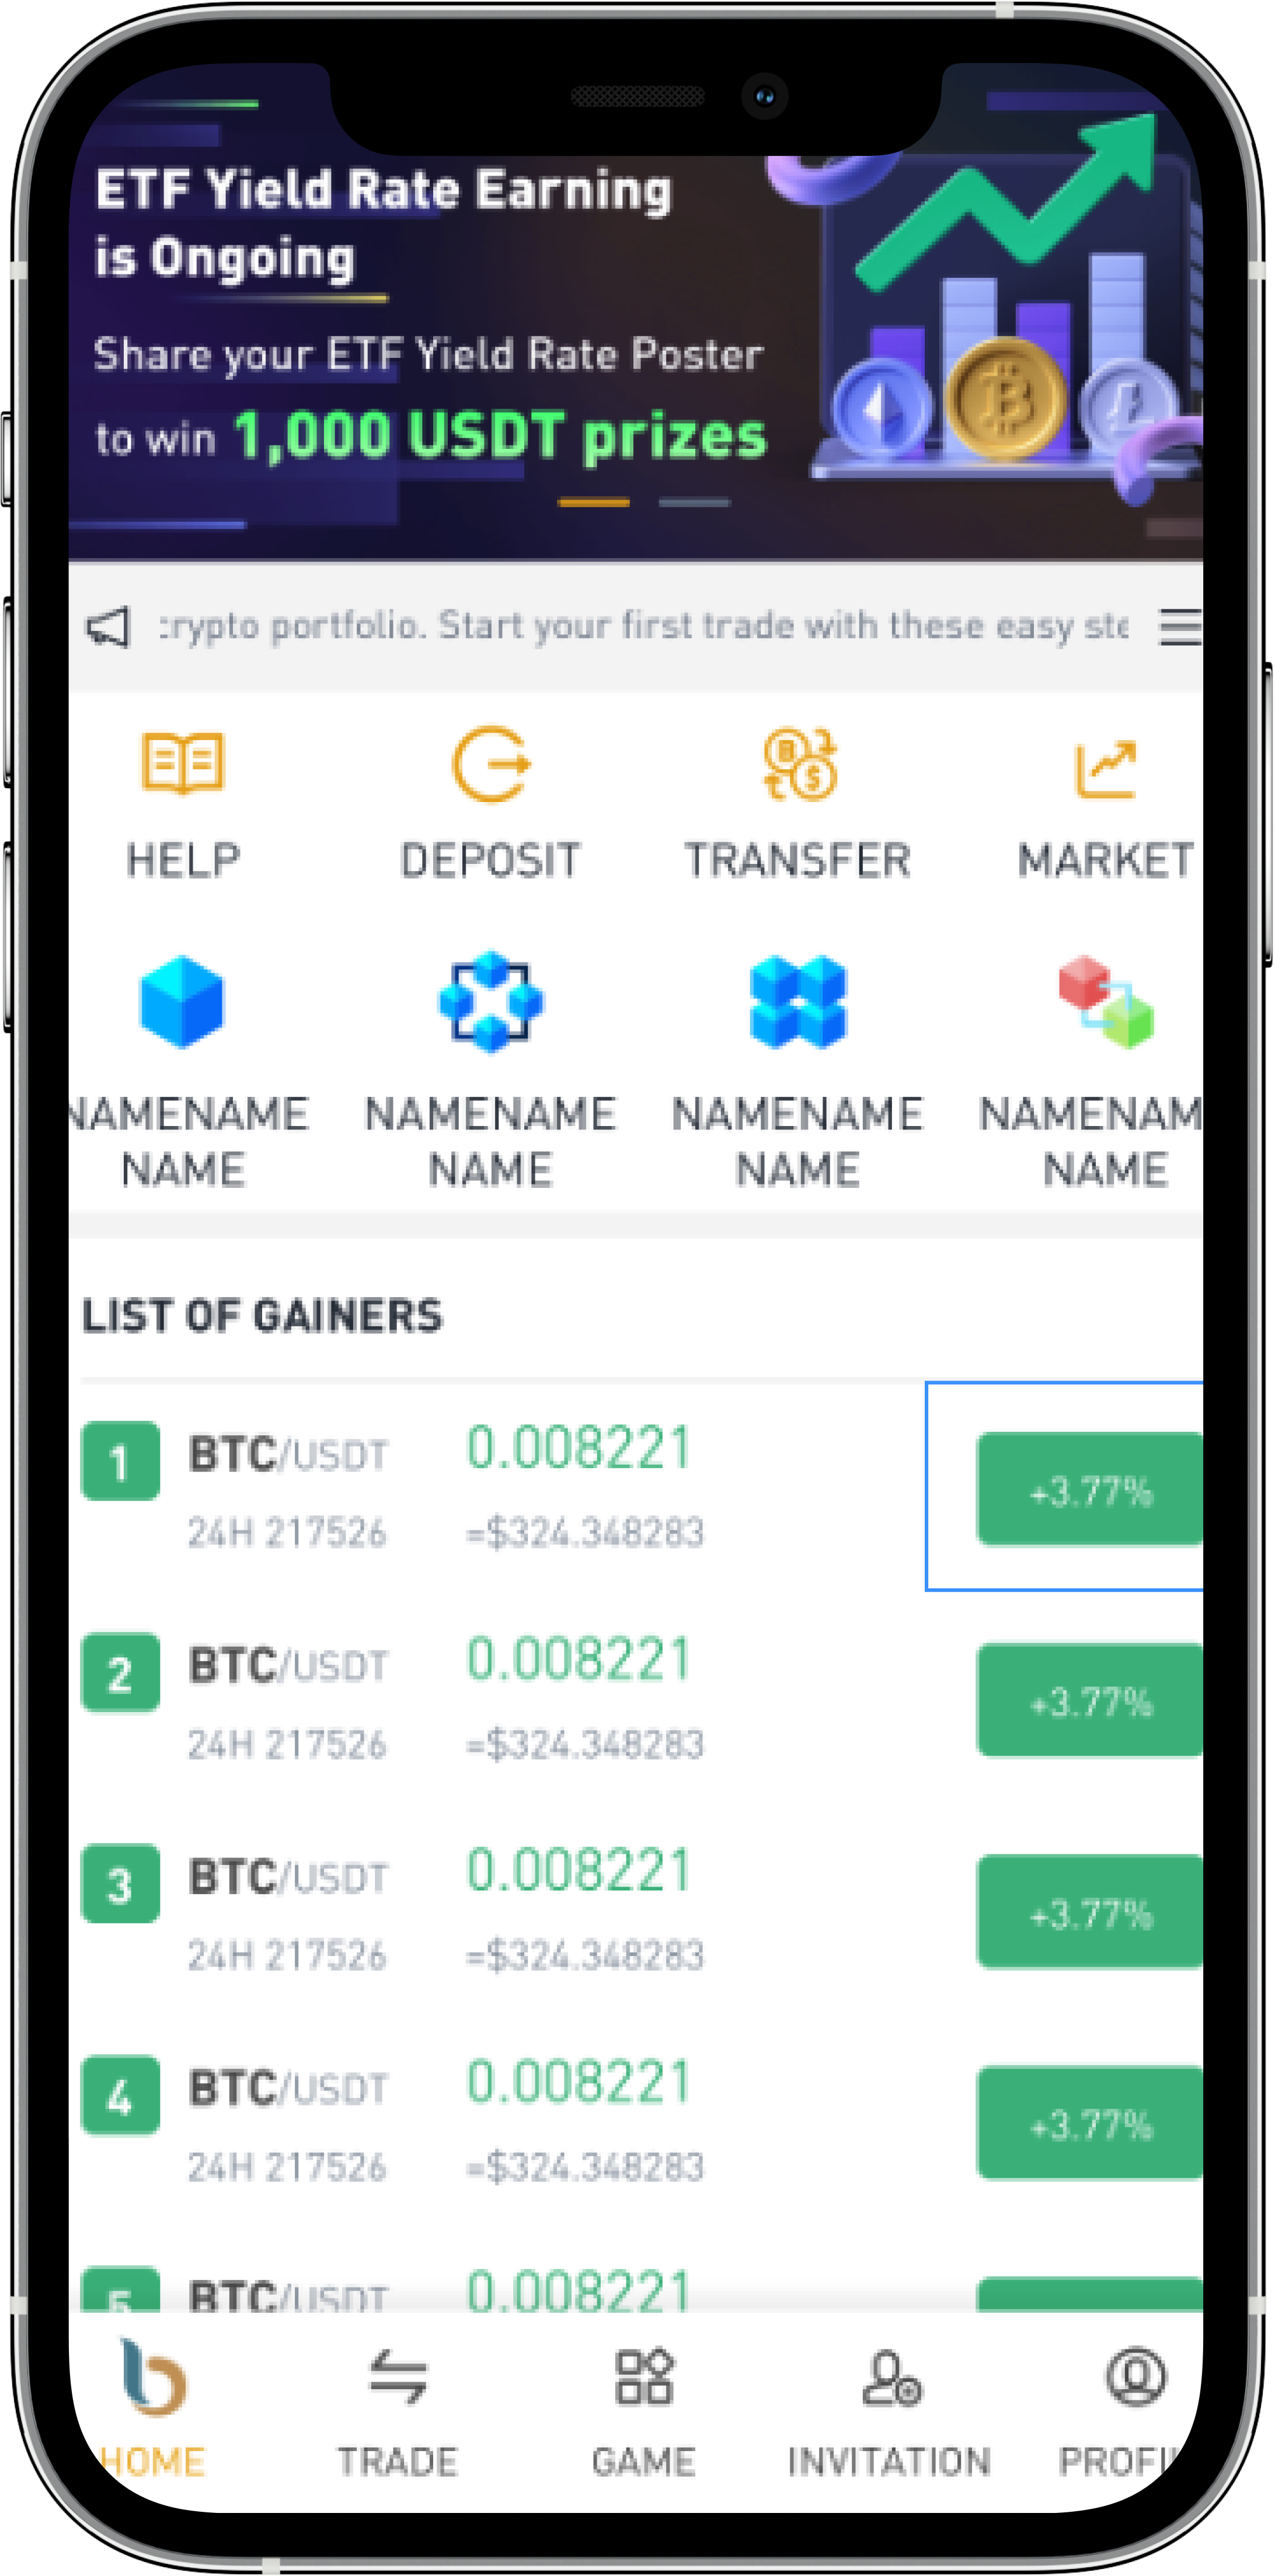 ETF Yield Rate Earning
is Ongoing
Share your ETF Yield Rate Poster
to win 1,000 USDT prizes
crypto portfolio. Start your first trade with these easy ste
HELP DEPOSIT TRANSFER MARKET
NAMENAME NAMENAME NAMENAME NAMENAM
NAME NAME NAME NAME
LIST OF GAINERS
1 BTC/USDT 0.008221 +3.77%
24H 217526 =$324.348283
2 BTC/USDT 0.008221 +3.77%
24H 217526 =$324.348283
3 BTC/USDT 0.008221 +3.77%
24H 217526 =$324.348283
4 BTC/USDT 0.008221 +3.77%
24H 217526 =$324.348283
5 BTC/USDT 0.008221
HOME TRADE GAME INVITATION PROFI